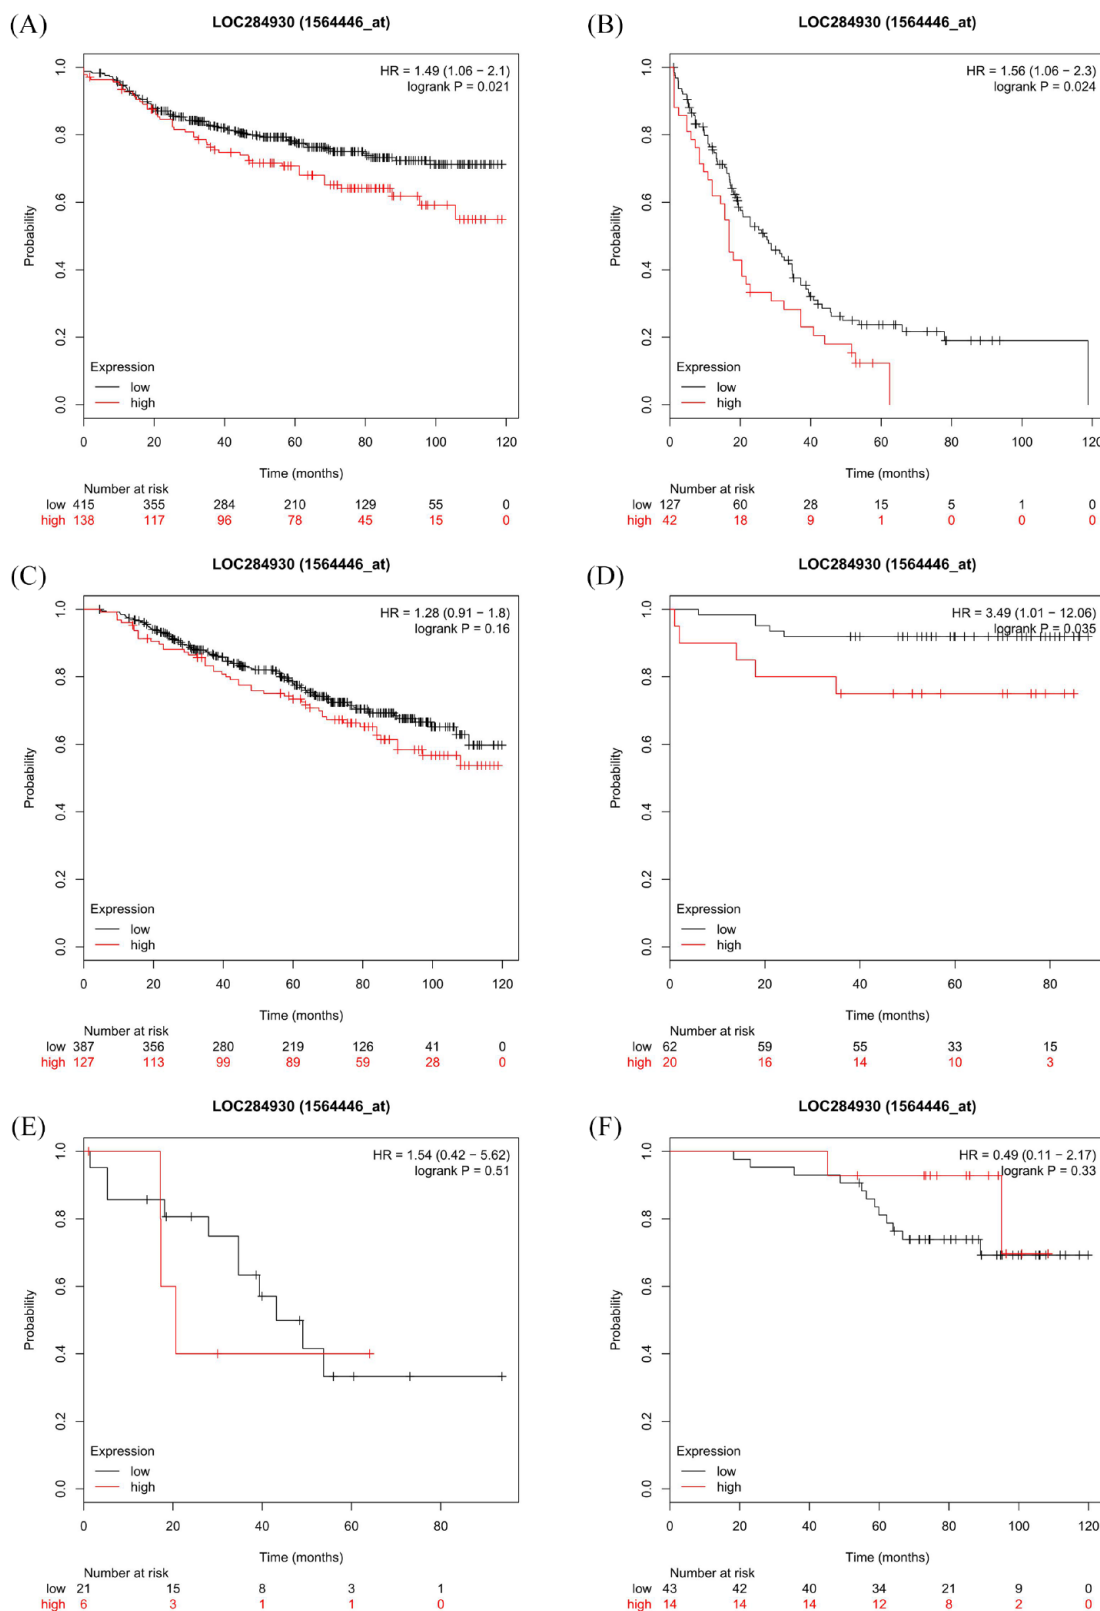 (A)
LOC284930 (1564446_at)
HR = 1.49 (1.06 − 2.1)
logrank P = 0.021
Probability
1.0
0.8
0.6
0.4
0.2
0.0
Expression
low
high
0 20 40 60 80 100 120
Time (months)
Number at risk
low 415 355 284 210 129 55 0
high 138 117 96 78 45 15 0
(B)
LOC284930 (1564446_at)
HR = 1.56 (1.06 − 2.3)
logrank P = 0.024
Probability
1.0
0.8
0.6
0.4
0.2
0.0
Expression
low
high
0 20 40 60 80 100 120
Time (months)
Number at risk
low 127 60 28 15 5 1 0
high 42 18 9 1 0 0 0
(C)
LOC284930 (1564446_at)
HR = 1.28 (0.91 − 1.8)
logrank P = 0.16
Probability
1.0
0.8
0.6
0.4
0.2
0.0
Expression
low
high
0 20 40 60 80 100 120
Time (months)
Number at risk
low 387 356 280 219 126 41 0
high 127 113 99 89 59 28 0
(D)
LOC284930 (1564446_at)
HR = 3.49 (1.01 − 12.06)
logrank P = 0.035
Probability
1.0
0.8
0.6
0.4
0.2
0.0
Expression
low
high
0 20 40 60 80
Time (months)
Number at risk
low 62 59 55 33 15
high 20 16 14 10 3
(E)
LOC284930 (1564446_at)
HR = 1.54 (0.42 − 5.62)
logrank P = 0.51
Probability
1.0
0.8
0.6
0.4
0.2
0.0
Expression
low
high
0 20 40 60 80
Time (months)
Number at risk
low 21 15 8 3 1
high 6 3 1 1 0
(F)
LOC284930 (1564446_at)
HR = 0.49 (0.11 − 2.17)
logrank P = 0.33
Probability
1.0
0.8
0.6
0.4
0.2
0.0
Expression
low
high
0 20 40 60 80 100 120
Time (months)
Number at risk
low 43 42 40 34 21 9 0
high 14 14 14 12 8 2 0